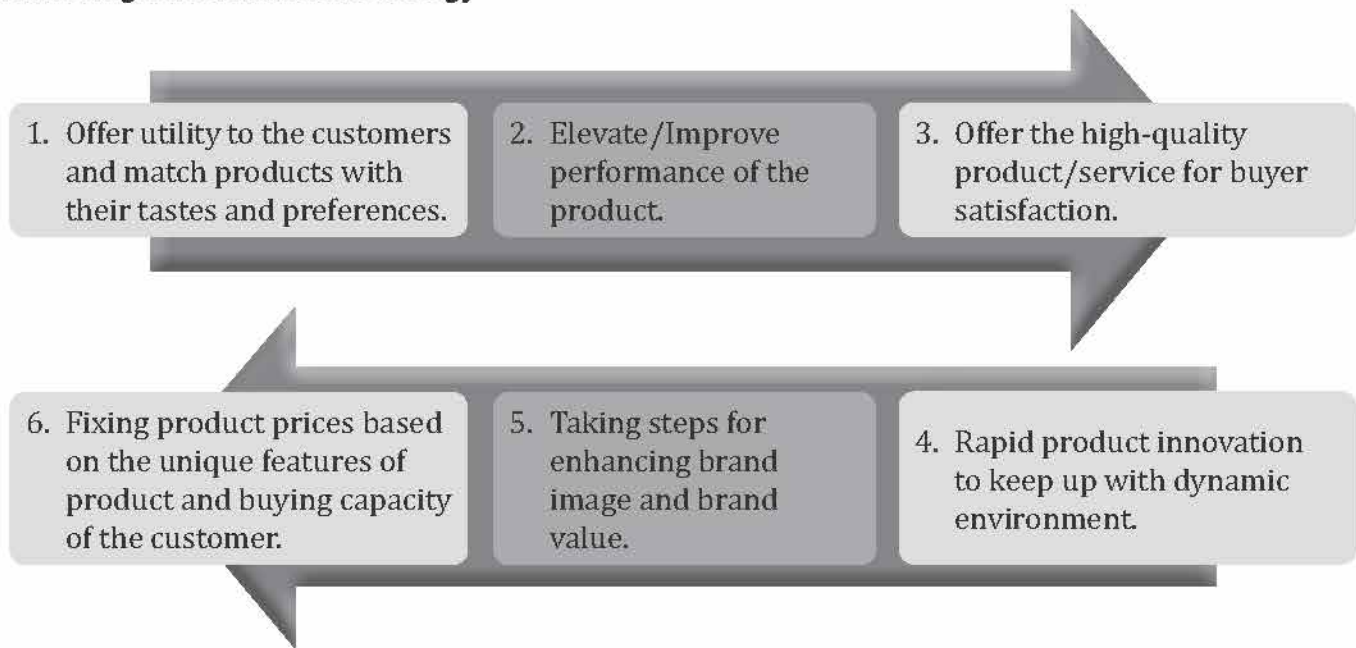 1. Offer utility to the customers
and match products with
their tastes and preferences.
2. Elevate/Improve
performance of the
product.
3. Offer the high-quality
product/service for buyer
satisfaction.
4. Rapid product innovation
to keep up with dynamic
environment.
5. Taking steps for
enhancing brand
image and brand
value.
6. Fixing product prices based
on the unique features of
product and buying capacity
of the customer.